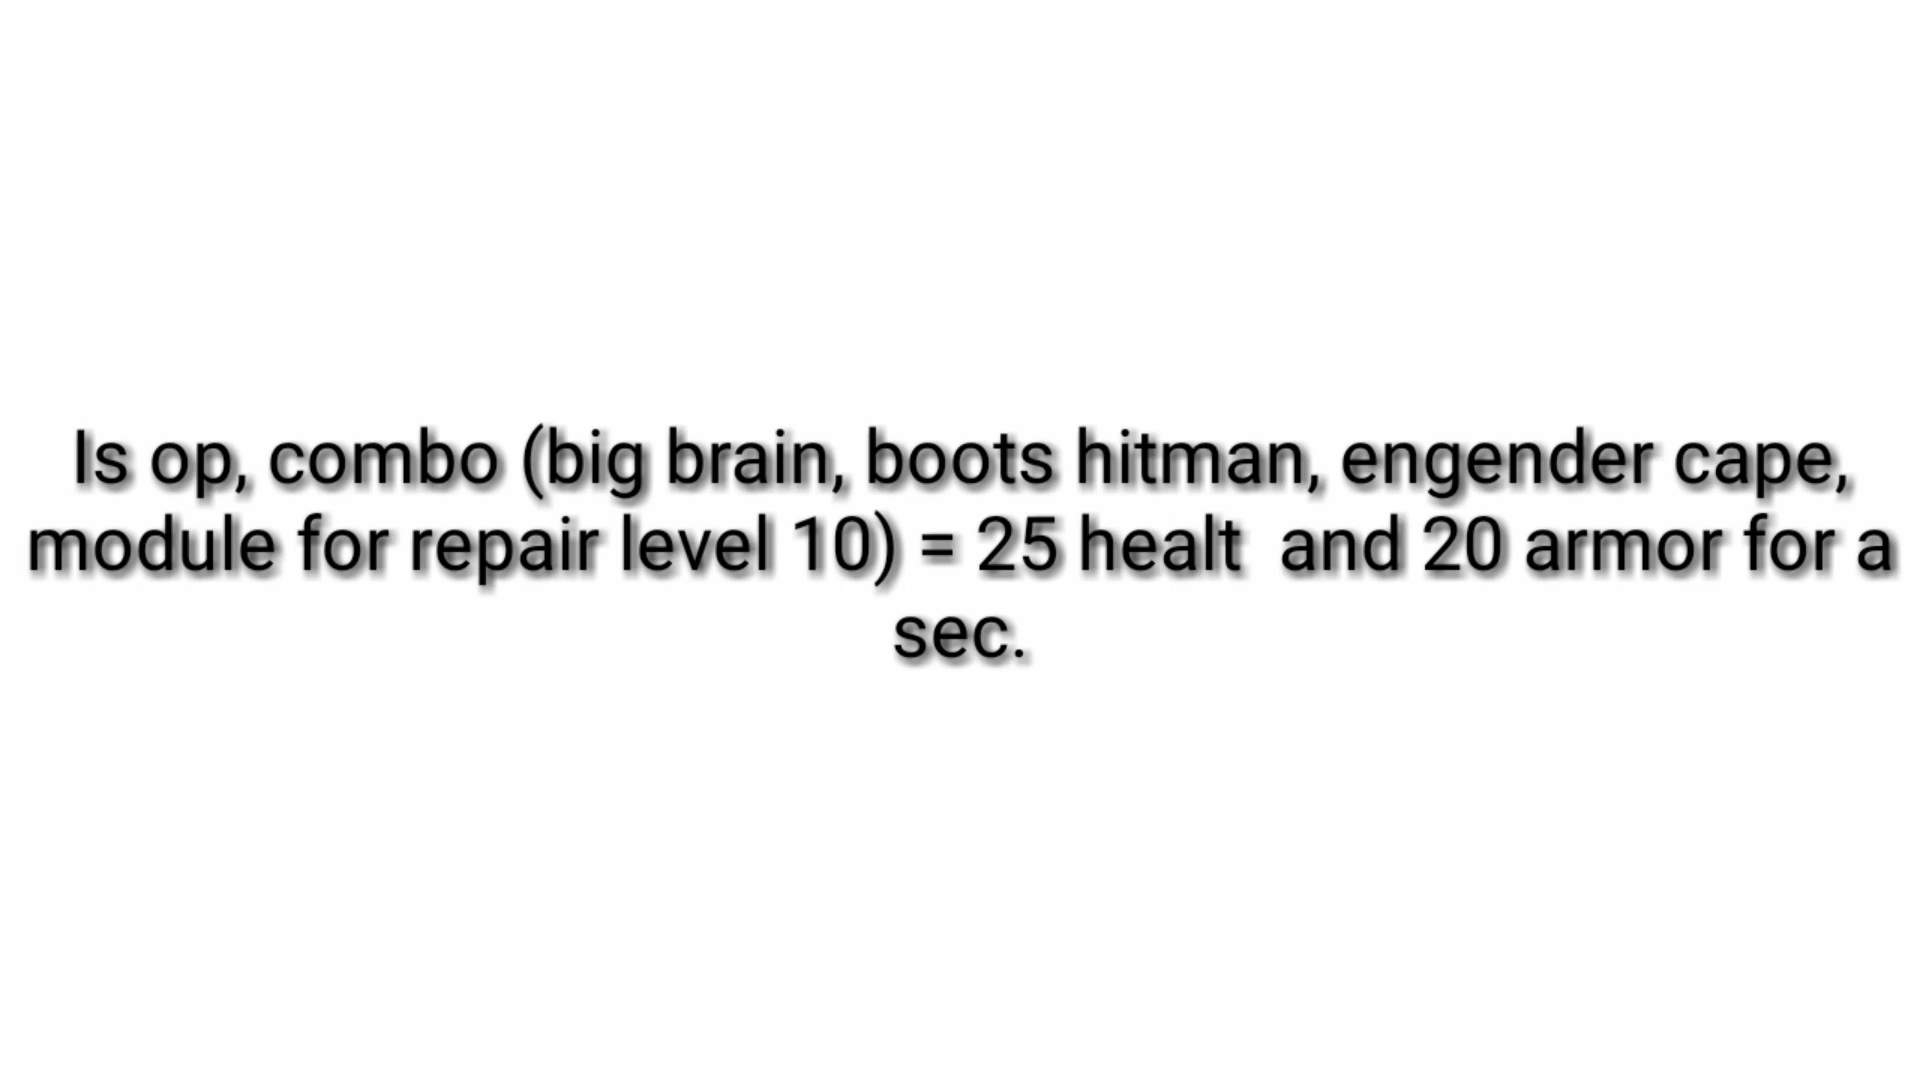 Is op, combo (big brain, boots hitman, engender cape,
module for repair level 10) = 25 healt  and 20 armor for a
sec.